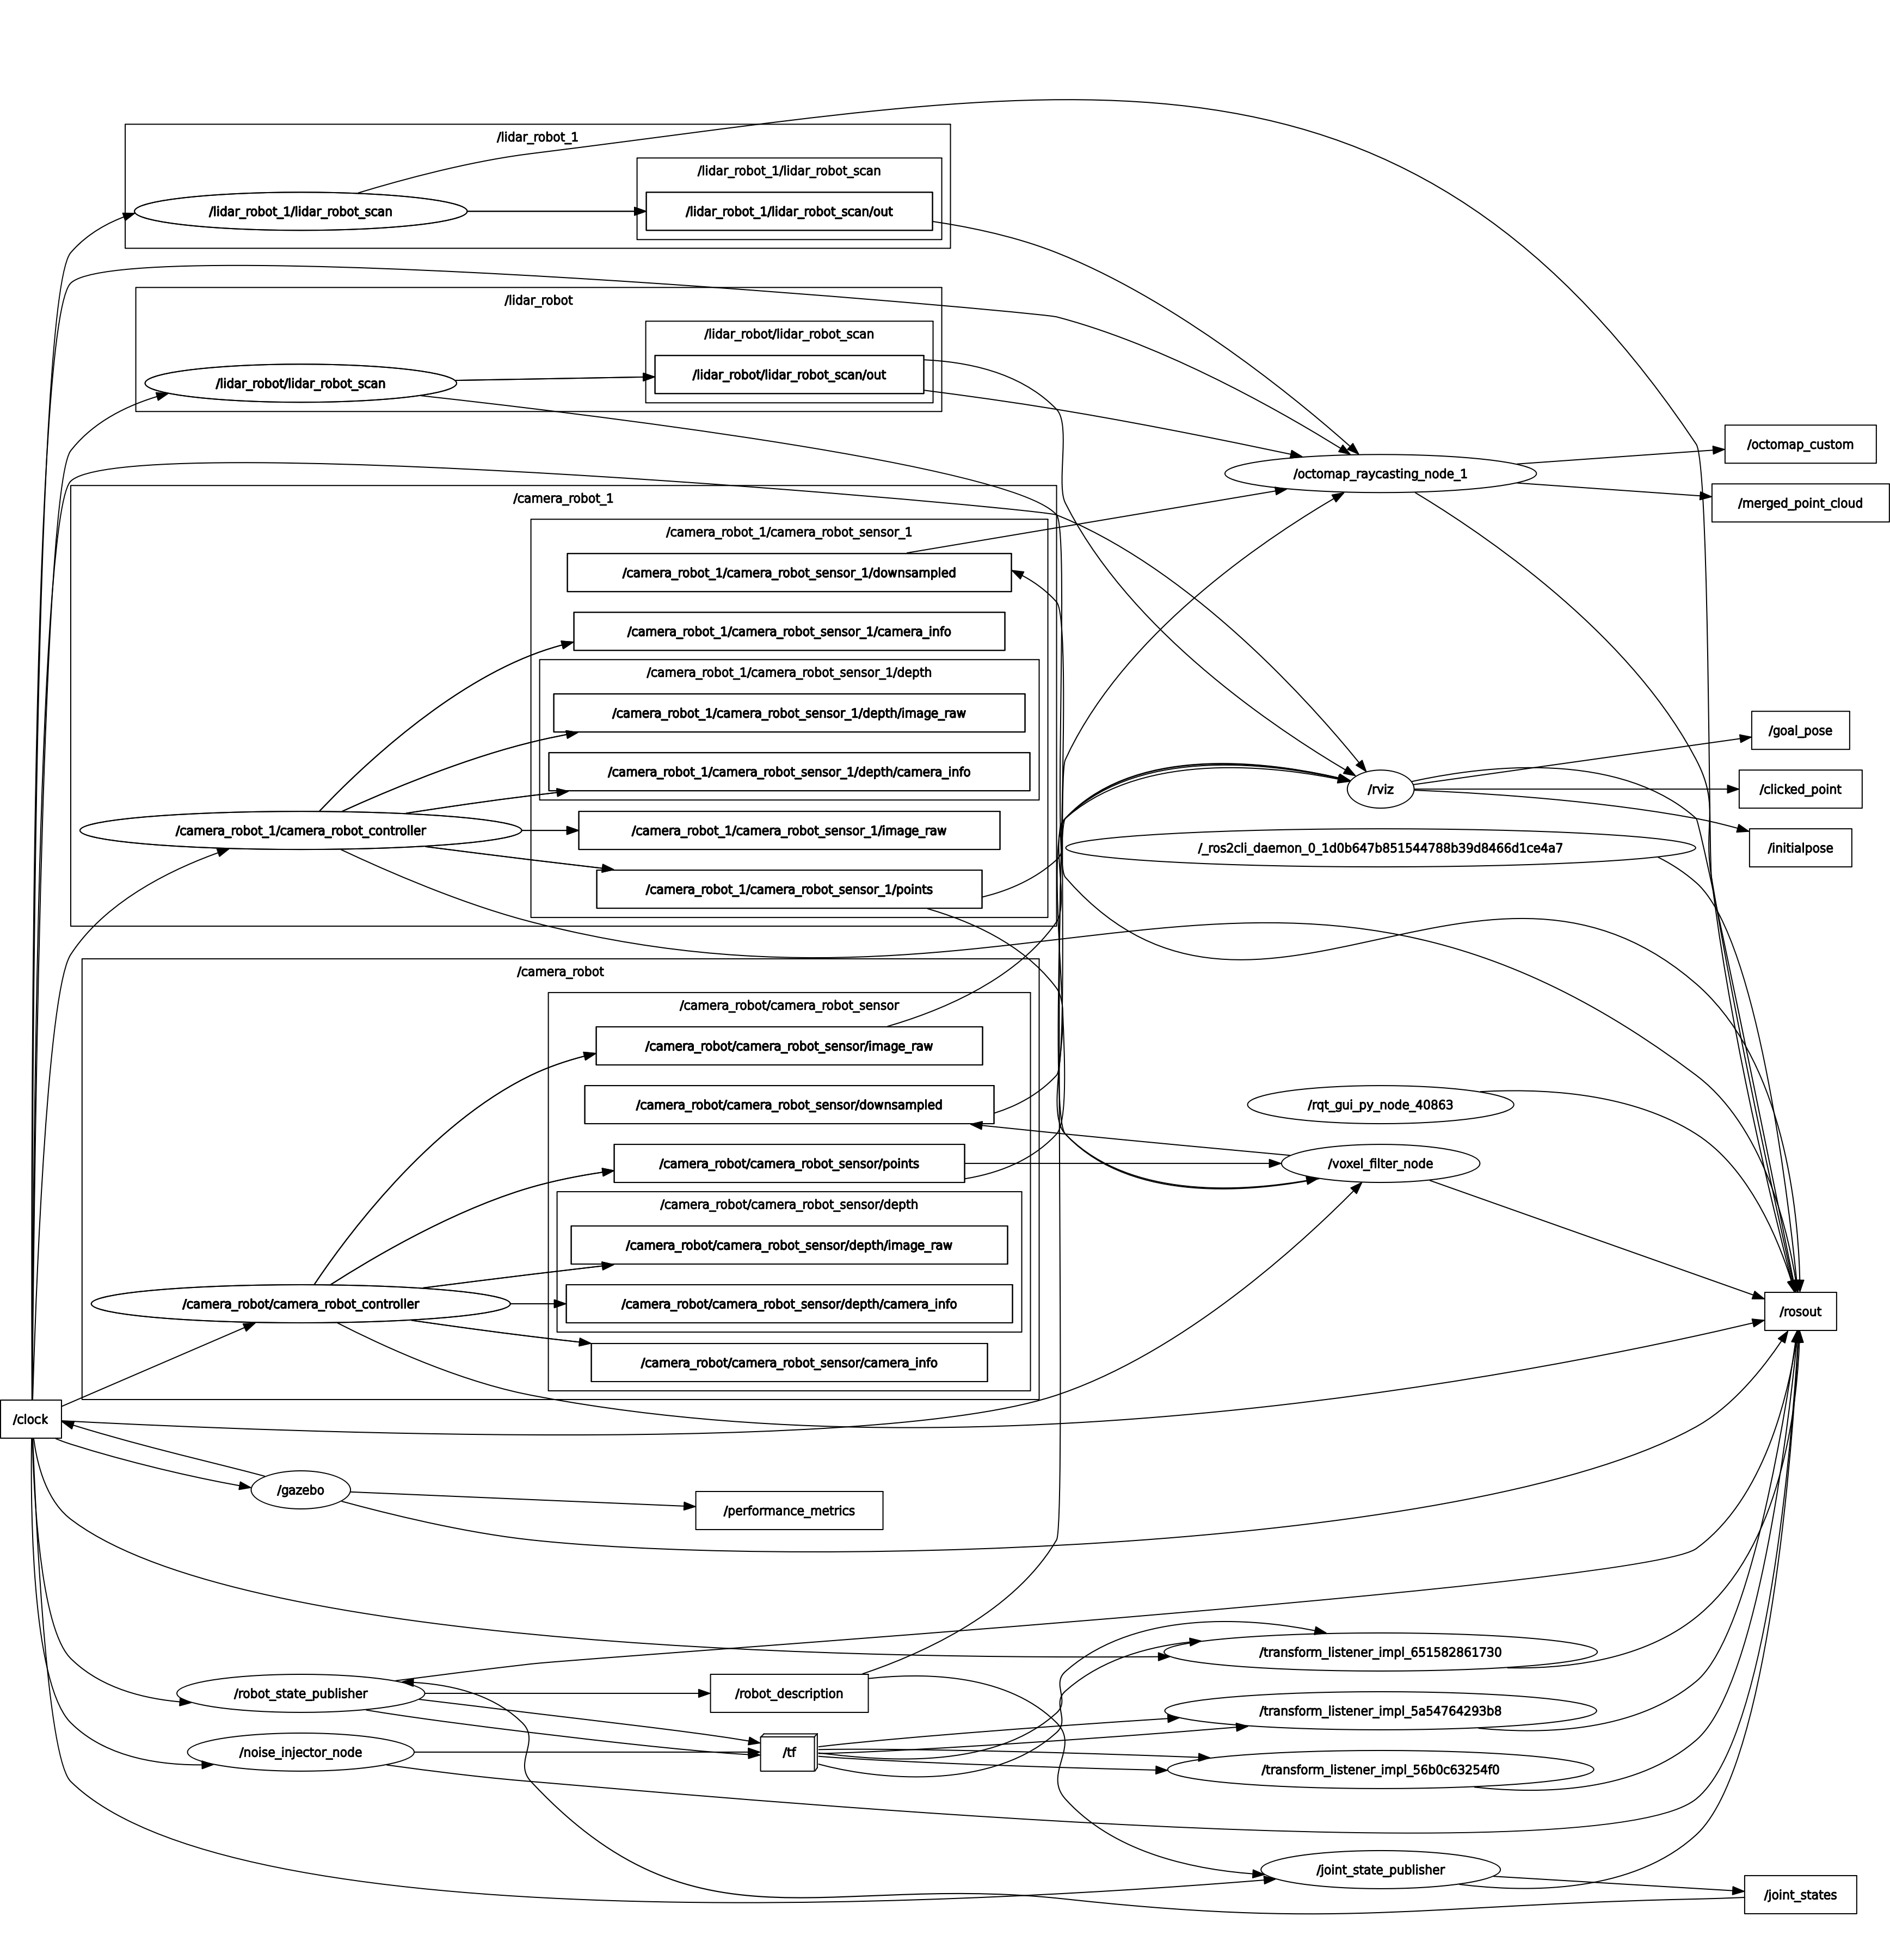 /lidar_robot_1
/lidar_robot_1/lidar_robot_scan
/lidar_robot_1/lidar_robot_scan
/lidar_robot_1/lidar_robot_scan/out
/lidar_robot
/lidar_robot/lidar_robot_scan
/lidar_robot/lidar_robot_scan
/lidar_robot/lidar_robot_scan/out
/octomap_custom
/octomap_raycasting_node_1
/merged_point_cloud
/camera_robot_1
/camera_robot_1/camera_robot_sensor_1
/camera_robot_1/camera_robot_sensor_1/downsampled
/camera_robot_1/camera_robot_sensor_1/camera_info
/camera_robot_1/camera_robot_sensor_1/depth
/camera_robot_1/camera_robot_sensor_1/depth/image_raw
/camera_robot_1/camera_robot_sensor_1/depth/camera_info
/camera_robot_1/camera_robot_controller
/camera_robot_1/camera_robot_sensor_1/image_raw
/camera_robot_1/camera_robot_sensor_1/points
/goal_pose
/rviz
/clicked_point
/_ros2cli_daemon_0_1d0b647b851544788b39d8466d1ce4a7
/initialpose
/camera_robot
/camera_robot/camera_robot_sensor
/camera_robot/camera_robot_sensor/image_raw
/camera_robot/camera_robot_sensor/downsampled
/rqt_gui_py_node_40863
/camera_robot/camera_robot_sensor/points
/voxel_filter_node
/camera_robot/camera_robot_sensor/depth
/camera_robot/camera_robot_sensor/depth/image_raw
/camera_robot/camera_robot_controller
/camera_robot/camera_robot_sensor/depth/camera_info
/rosout
/camera_robot/camera_robot_sensor/camera_info
/clock
/gazebo
/performance_metrics
/transform_listener_impl_651582861730
/robot_state_publisher
/robot_description
/transform_listener_impl_5a54764293b8
/noise_injector_node
/tf
/transform_listener_impl_56b0c63254f0
/joint_state_publisher
/joint_states